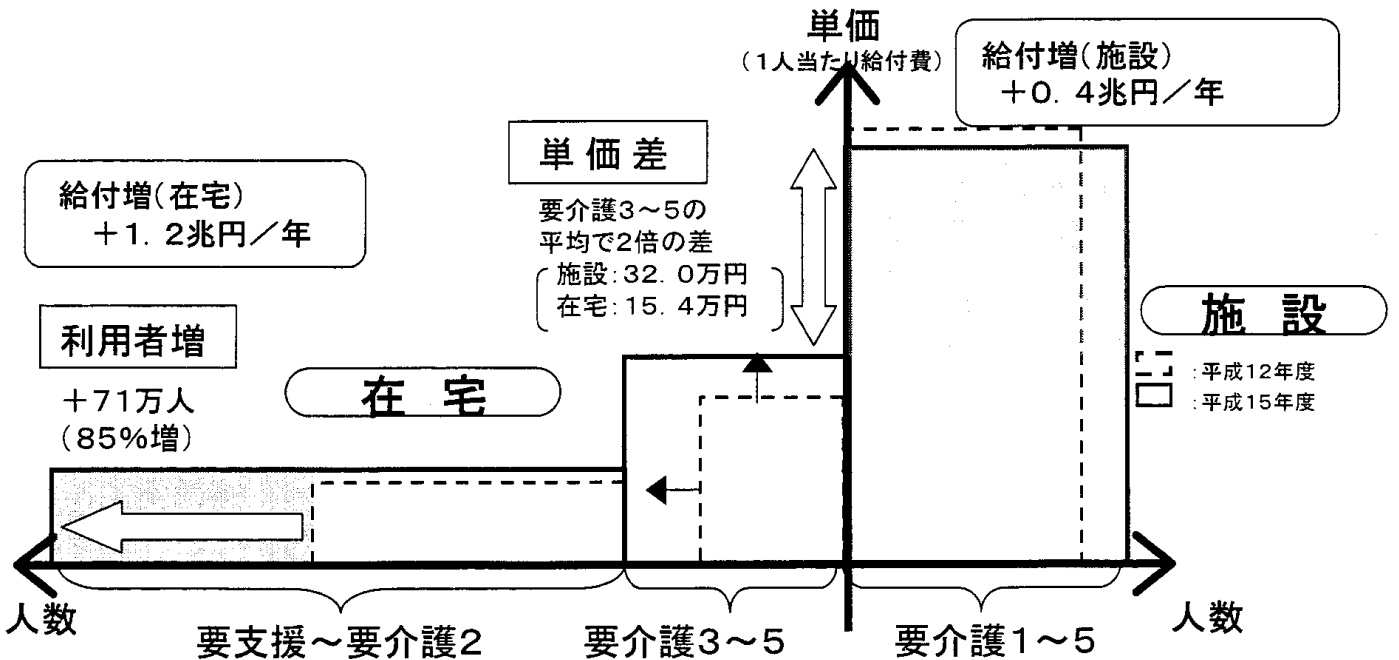 単価
（1人当たり給付費）
給付増（施設）
＋0．4兆円／年
単 価 差
要介護3～5の
平均で2倍の差
施設：32．0万円
在宅：15．4万円
給付増（在宅）
＋1．2兆円／年
利用者増
＋71万人
（85%増）
在 宅
施 設
：平成12年度
：平成15年度
人数
要支援～要介護2
要介護3～5
要介護1～5
人数